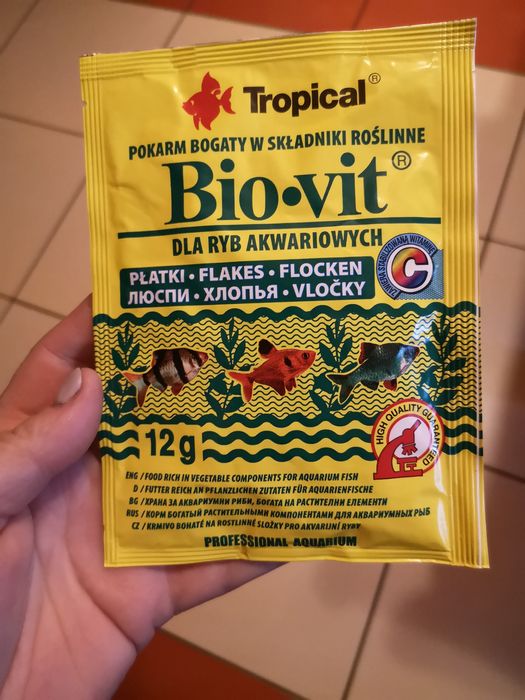 Tropical®
POKARM BOGATY W SKŁADNIKI ROŚLINNE
Bio·vit®
DLA RYB AKWARIOWYCH
PŁATKI · FLAKES · FLOCKEN
ЛЮСПИ · ХЛОПЬЯ · VLOČKY
ZAWIERA STABILIZOWANĄ WITAMINĘ
C
12g
HIGH QUALITY GUARANTEED
ENG / FOOD RICH IN VEGETABLE COMPONENTS FOR AQUARIUM FISH
D / FUTTER REICH AN PFLANZLICHEN ZUTATEN FÜR AQUARIENFISCHE
BG / ХРАНА ЗА АКВАРИУМНИ РИБИ, БОГАТА НА РАСТИТЕЛНИ ЕЛЕМЕНТИ
RUS / КОРМ БОГАТЫЙ РАСТИТЕЛЬНЫМИ КОМПОНЕНТАМИ ДЛЯ АКВАРИУМНЫХ РЫБ
CZ / KRMIVO BOHATÉ NA ROSTLINNÉ SLOŽKY PRO AKVARIJNÍ RYBY
PROFESSIONAL AQUARIUM